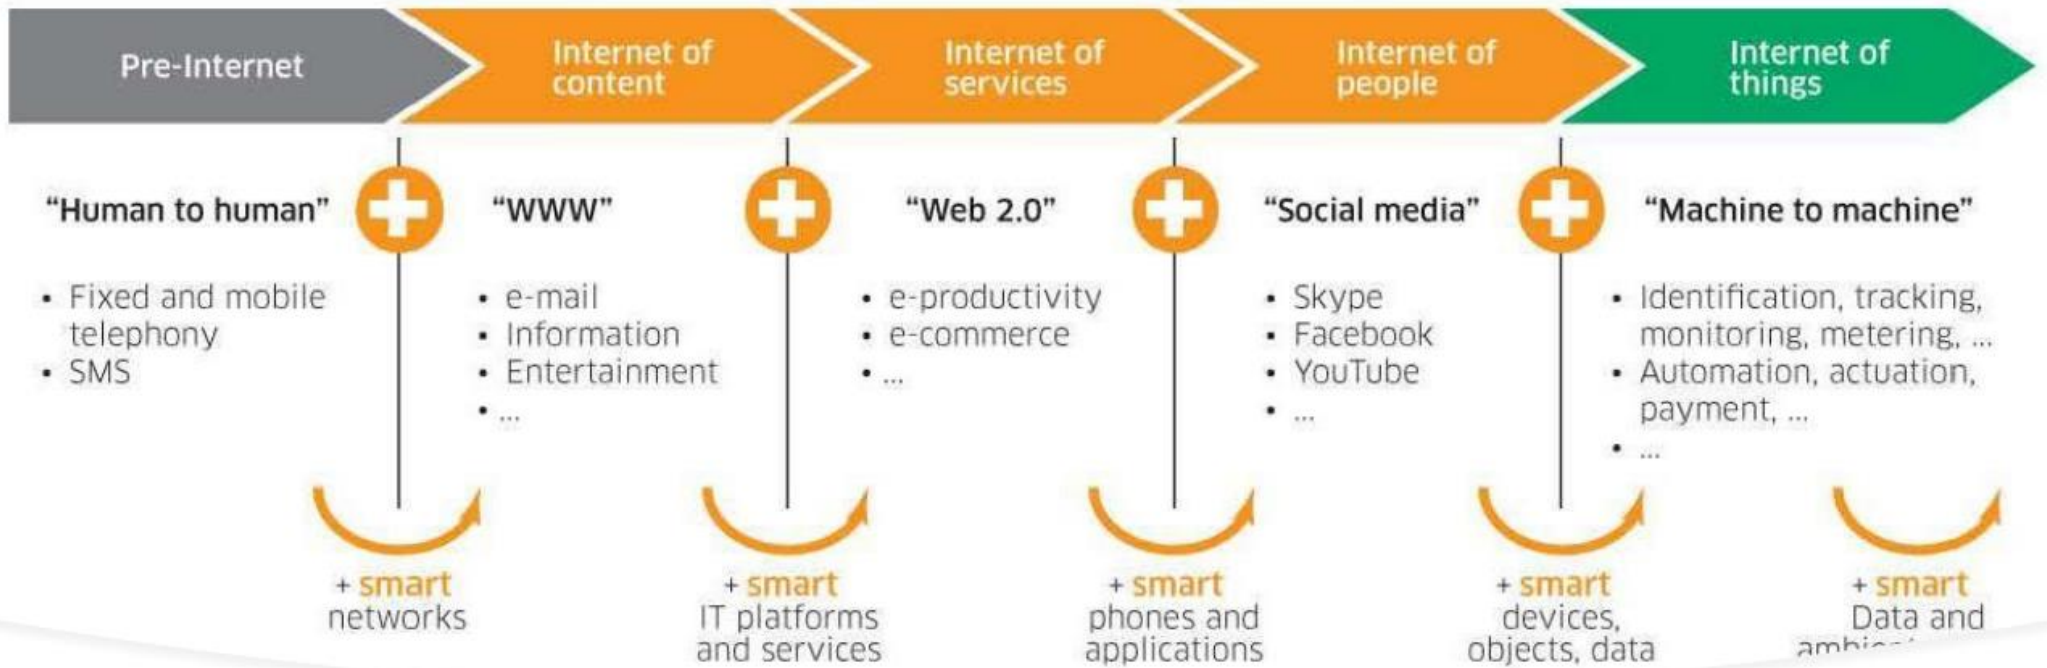 Pre-Internet
Internet of
content
Internet of
services
Internet of
people
Internet of
things
“Human to human”
• Fixed and mobile
telephony
• SMS
“WWW”
• e-mail
• Information
• Entertainment
• ...
“Web 2.0”
• e-productivity
• e-commerce
• ...
“Social media”
• Skype
• Facebook
• YouTube
• ...
“Machine to machine”
• Identification, tracking,
monitoring, metering, ...
• Automation, actuation,
payment, ...
• ...
+ smart
networks
+ smart
IT platforms
and services
+ smart
phones and
applications
+ smart
devices,
objects, data
+ smart
Data and